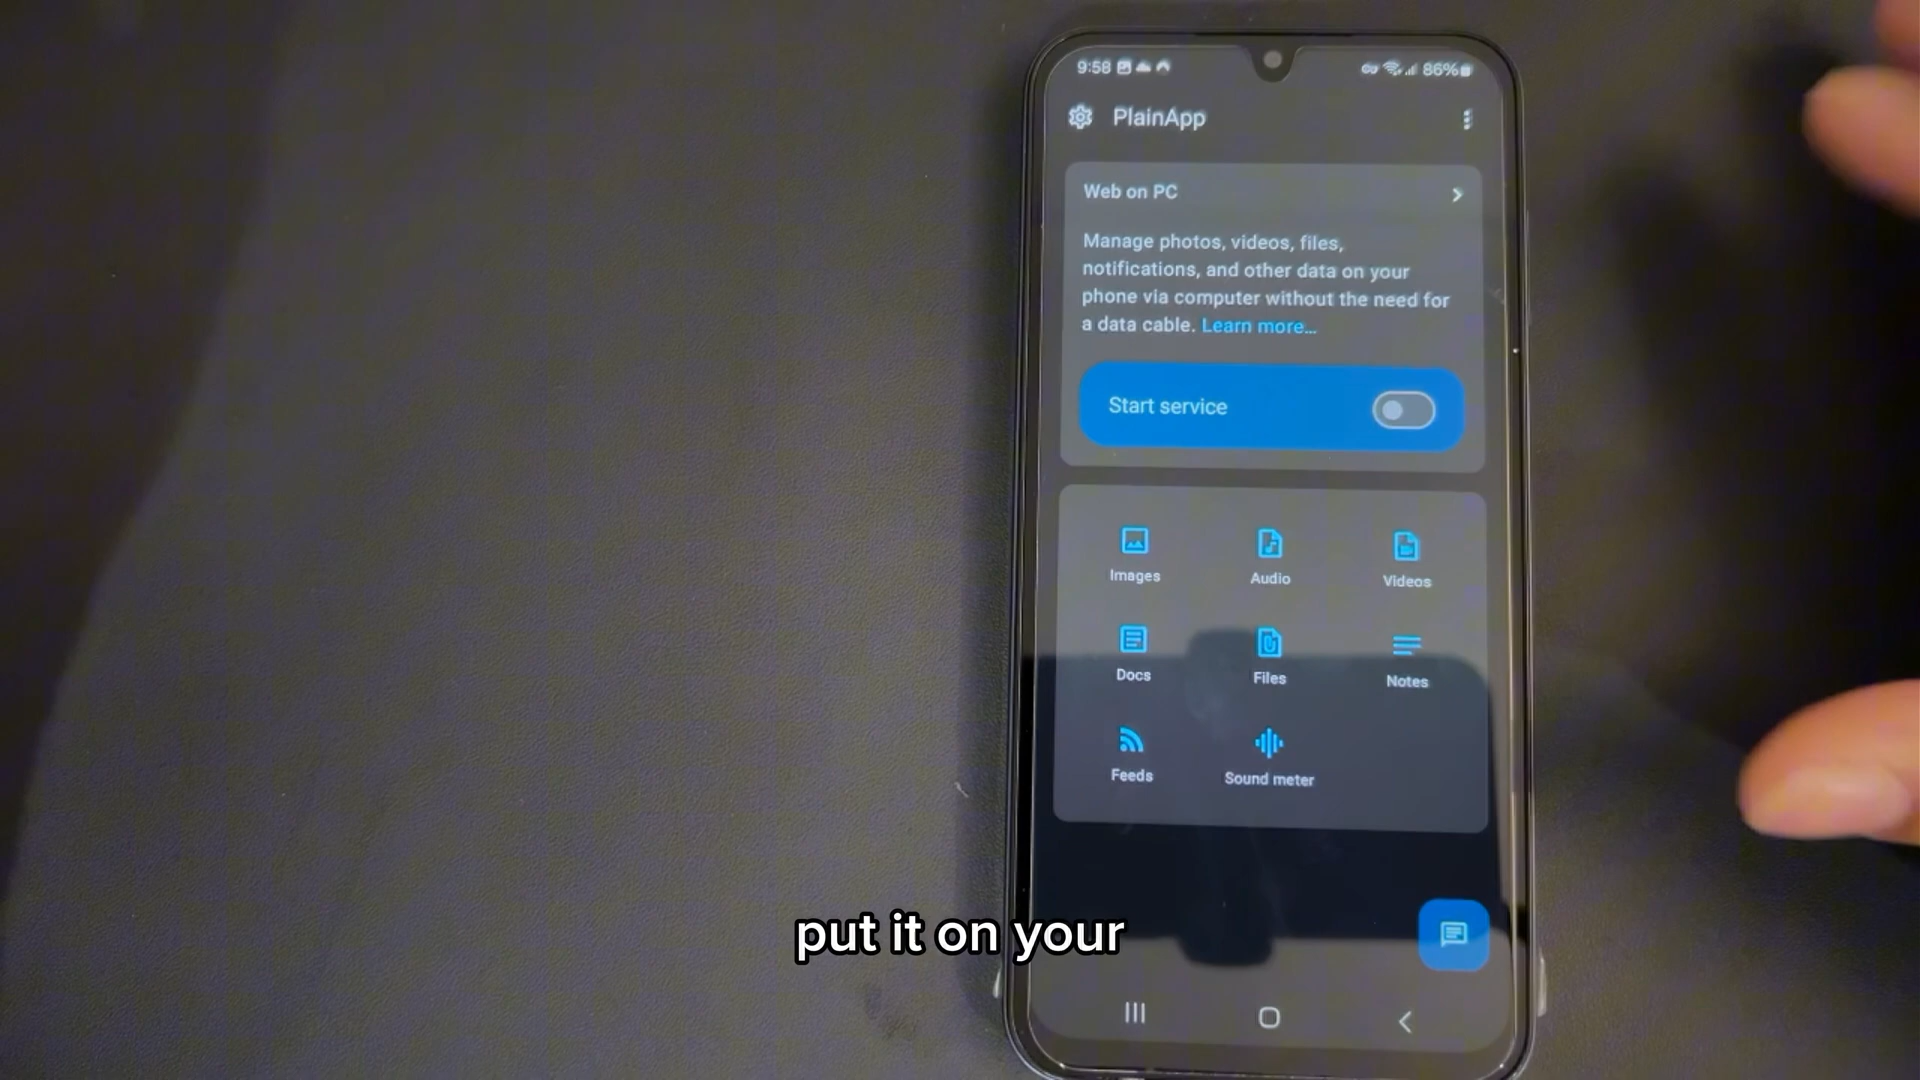 9:58 86%
PlainApp
Web on PC
Manage photos, videos, files,
notifications, and other data on your
phone via computer without the need for
a data cable. Learn more...
Start service
Images Audio Videos
Docs Files Notes
Feeds Sound meter
put it on your